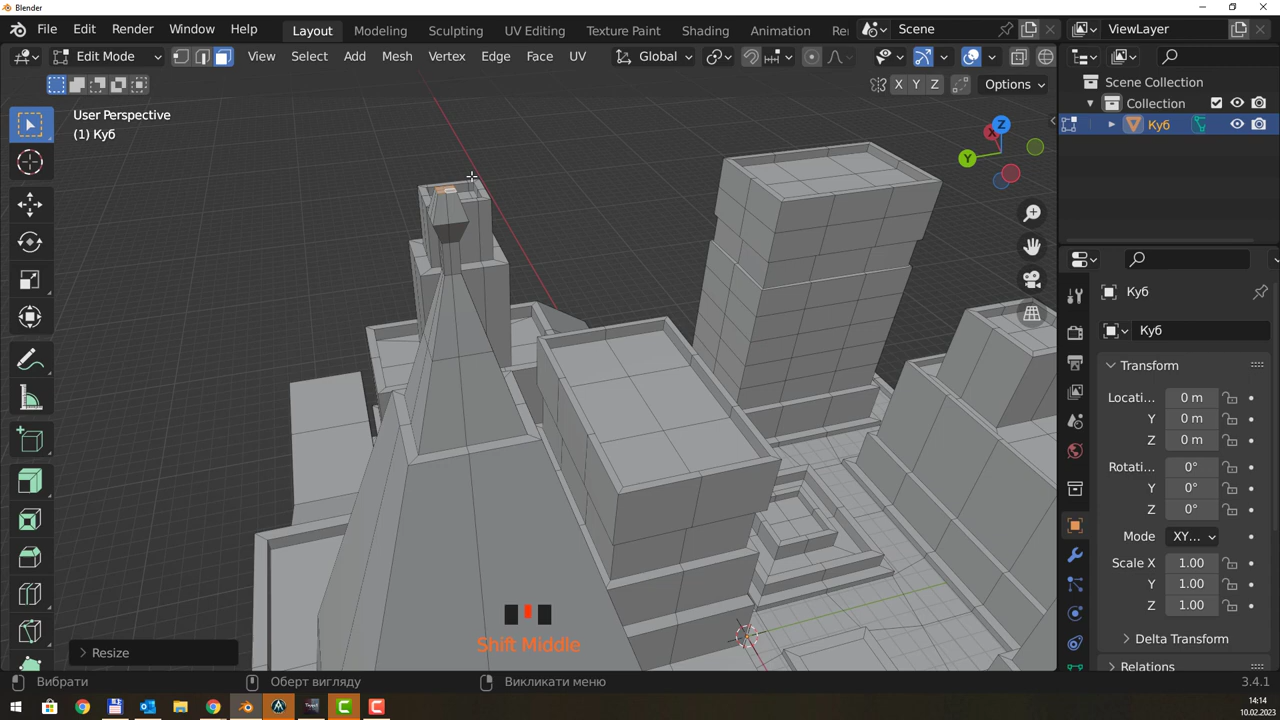 Blender
File Edit Render Window Help Layout Modeling Sculpting UV Editing Texture Paint Shading Animation Re Scene ViewLayer
Edit Mode View Select Add Mesh Vertex Edge Face UV Global
X Y Z Options
Scene Collection
Collection
Куб
User Perspective
(1) Куб
Z
X
Y
Куб
Куб
Transform
Locati... 0 m
Y 0 m
Z 0 m
Rotati... 0°
Y 0°
Z 0°
Mode XY...
Scale X 1.00
Y 1.00
Z 1.00
Delta Transform
Relations
Shift Middle
Resize
Вибрати Оберт вигляду Викликати меню 3.4.1
14:14
10.02.2023